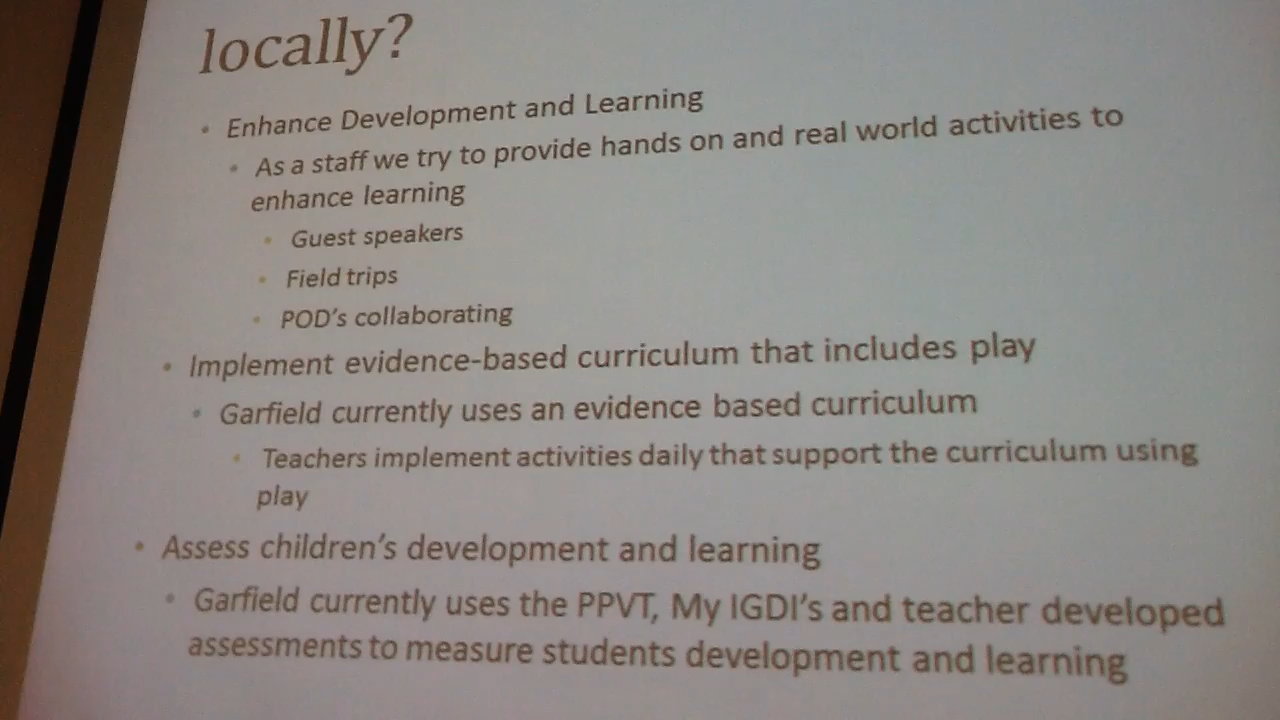 locally?
• Enhance Development and Learning
• As a staff we try to provide hands on and real world activities to
enhance learning
• Guest speakers
• Field trips
• POD's collaborating
• Implement evidence-based curriculum that includes play
• Garfield currently uses an evidence based curriculum
• Teachers implement activities daily that support the curriculum using
play
• Assess children's development and learning
• Garfield currently uses the PPVT, My IGDI's and teacher developed
assessments to measure students development and learning